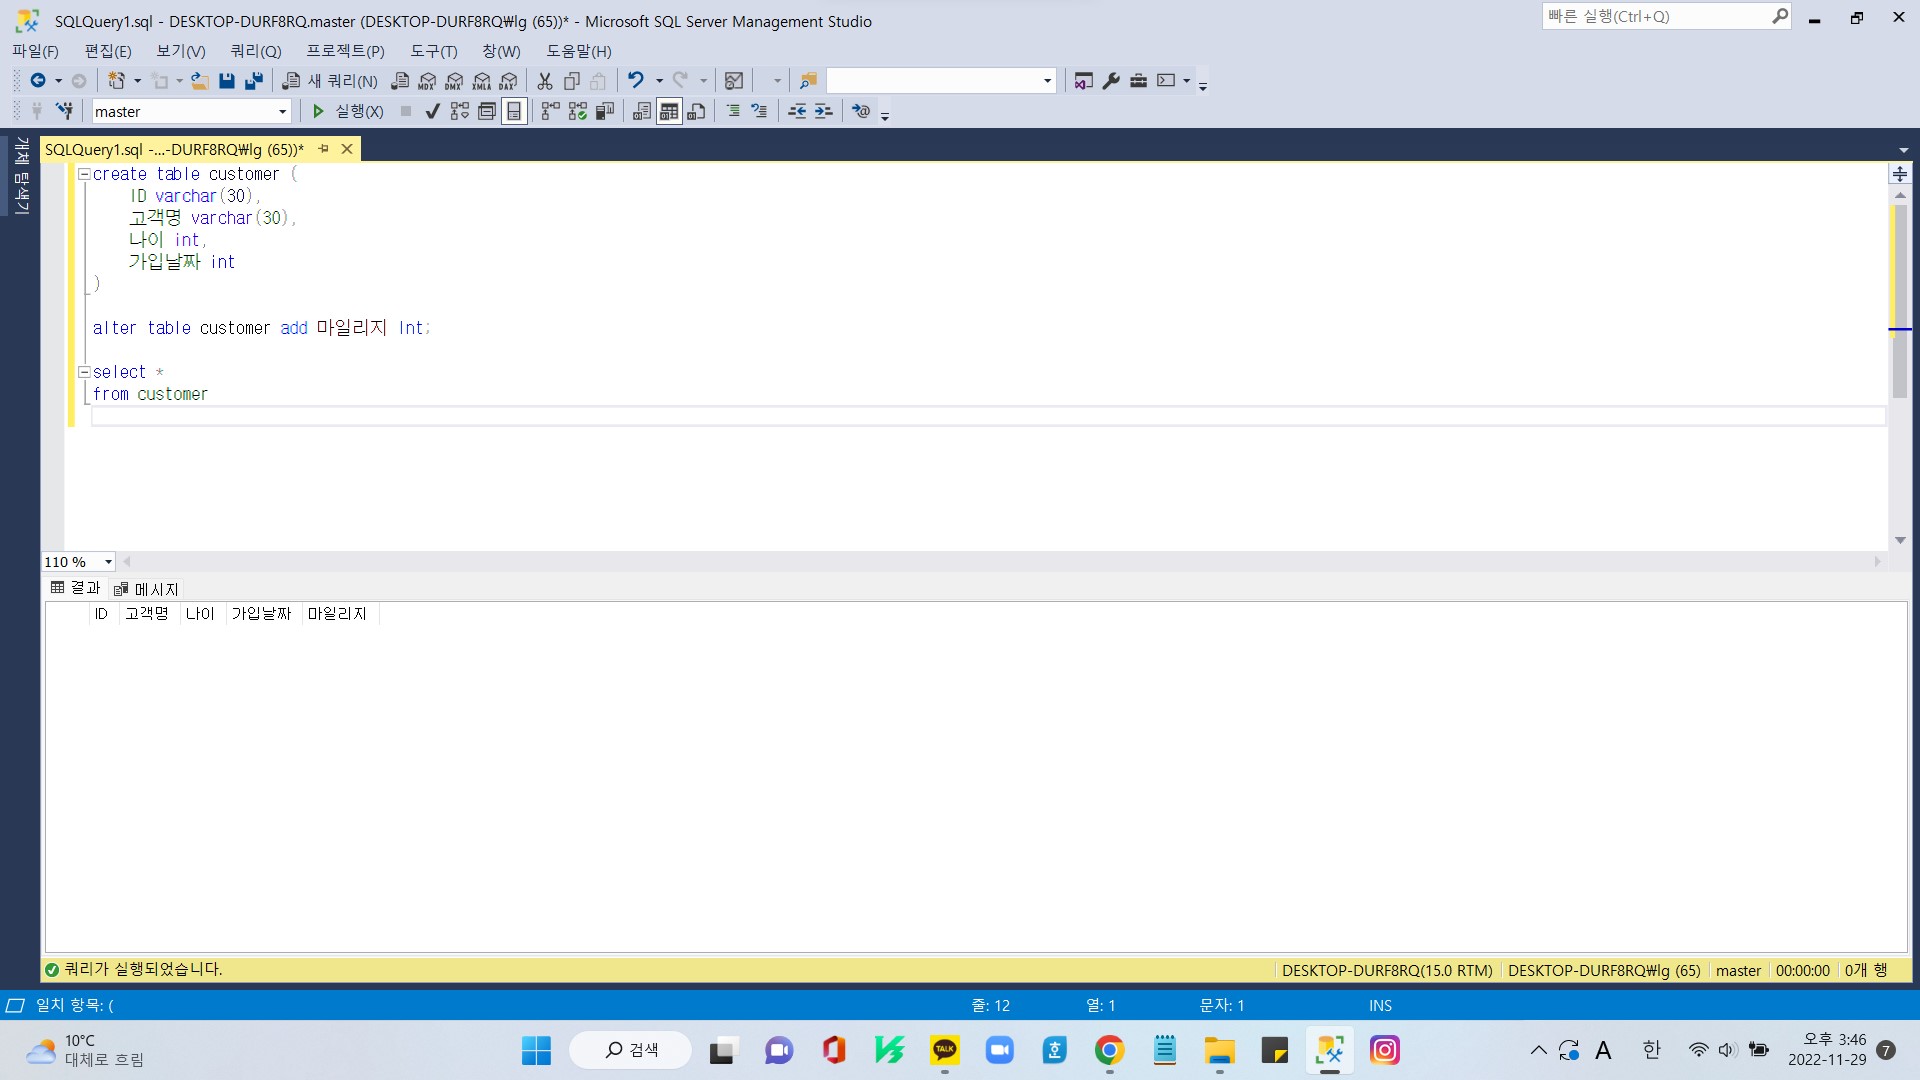 SQLQuery1.sql - DESKTOP-DURF8RQ.master (DESKTOP-DURF8RQ₩lg (65))* - Microsoft SQL Server Management Studio
빠른 실행(Ctrl+Q)
파일(F) 편집(E) 보기(V) 쿼리(Q) 프로젝트(P) 도구(T) 창(W) 도움말(H)
새 쿼리(N) MDX DMX XMLA DAX
master 실행(X)
개체 탐색기
SQLQuery1.sql -...-DURF8RQ₩lg (65))*
create table customer (
ID varchar(30),
고객명 varchar(30),
나이 int,
가입날짜 int
)
alter table customer add 마일리지 Int;
select *
from customer
110 %
결과 메시지
ID 고객명 나이 가입날짜 마일리지
쿼리가 실행되었습니다. DESKTOP-DURF8RQ(15.0 RTM) DESKTOP-DURF8RQ₩lg (65) master 00:00:00 0개 행
일치 항목: ( 줄: 12 열: 1 문자: 1 INS
10°C
대체로 흐림
검색
TALK
A 한
오후 3:46
2022-11-29
7